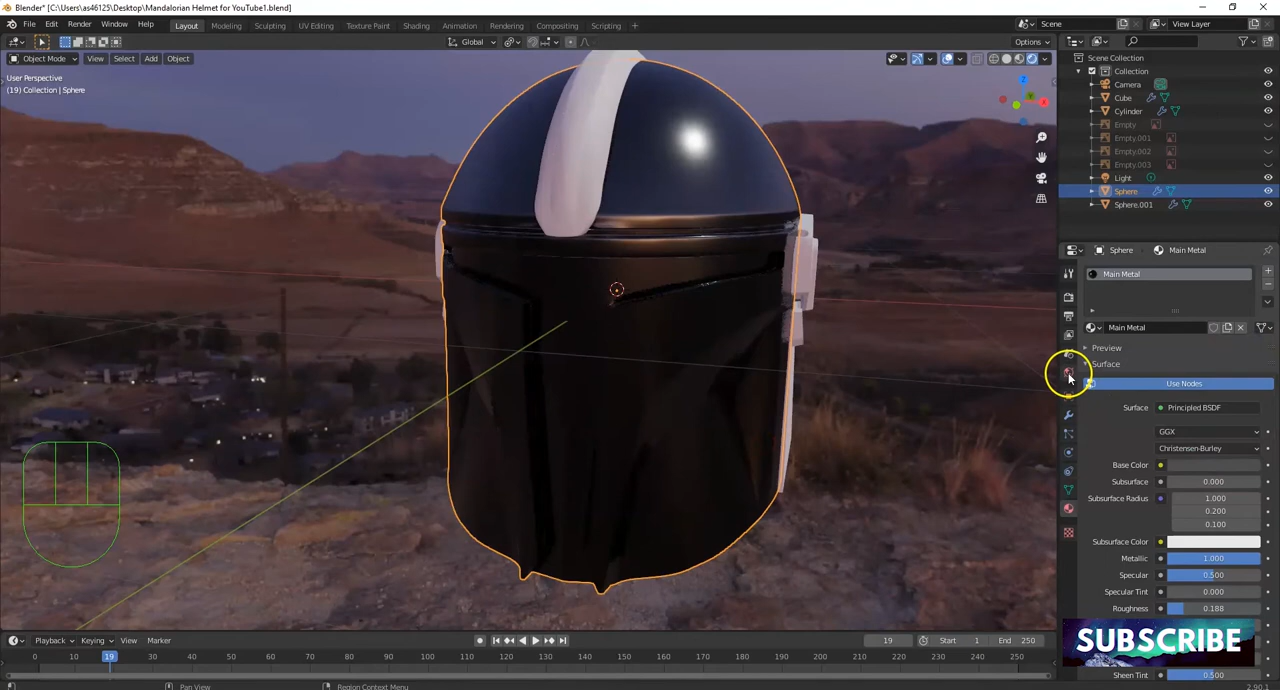 Blender* [C:\Users\as46125\Desktop\Mandalorian Helmet for YouTube1.blend]
File Edit Render Window Help Layout Modeling Sculpting UV Editing Texture Paint Shading Animation Rendering Compositing Scripting + Scene View Layer
Global Options
Object Mode View Select Add Object
User Perspective
(19) Collection | Sphere
Scene Collection
Collection
Camera
Cube
Cylinder
Empty
Empty.001
Empty.002
Empty.003
Light
Sphere
Sphere.001
Sphere Main Metal
Main Metal
Main Metal
Preview
Surface
Use Nodes
Surface Principled BSDF
GGX
Christensen-Burley
Base Color
Subsurface 0.000
Subsurface Radius 1.000
0.200
0.100
Subsurface Color
Metallic 1.000
Specular 0.500
Specular Tint 0.000
Roughness 0.188
SUBSCRIBE
Sheen Tint 0.500
Playback Keying View Marker 19 Start 1 End 250
0 10 19 30 40 50 60 70 80 90 100 110 120 130 140 150 160 170 180 190 200 210 220 230 240 250
Pan View Region Context Menu 2.90.1